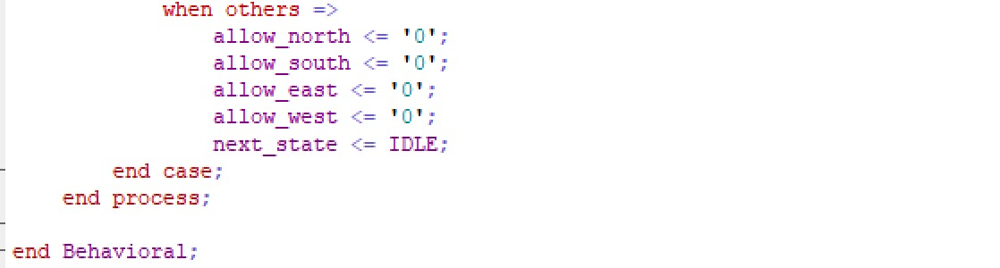 when others =>
allow_north <= '0';
allow_south <= '0';
allow_east <= '0';
allow_west <= '0';
next_state <= IDLE;
end case;
end process;
end Behavioral;